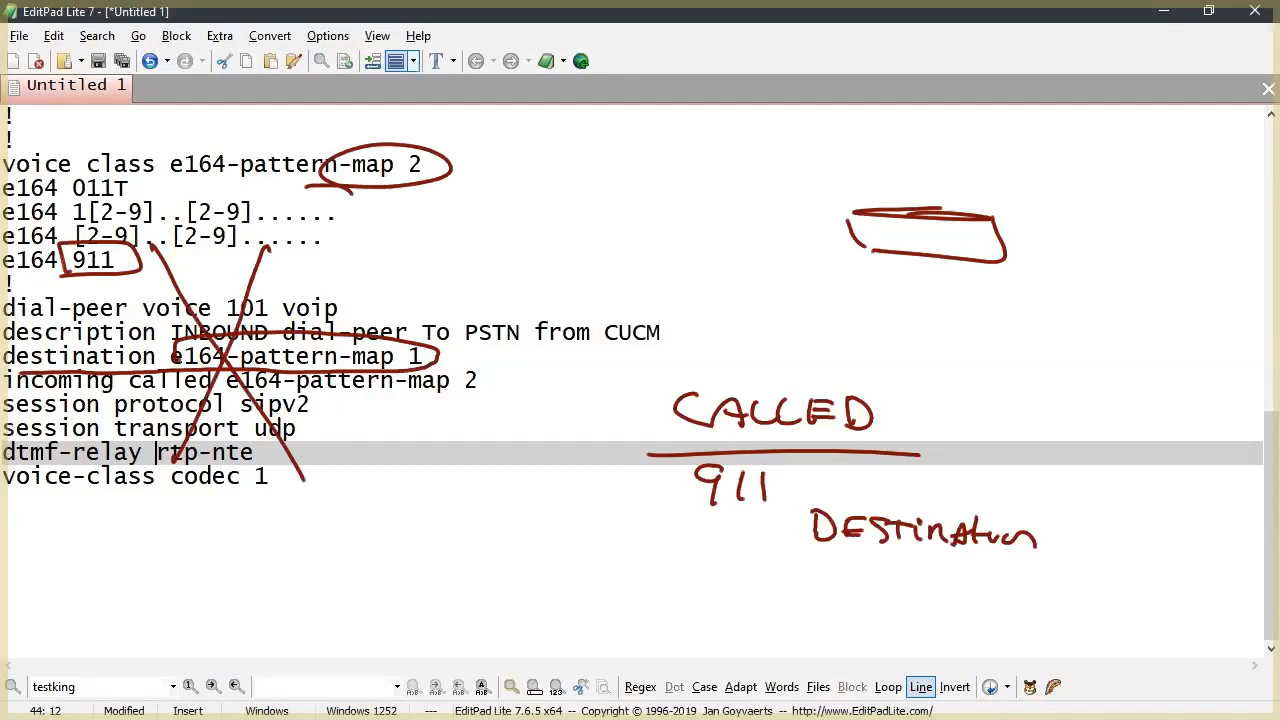 EditPad Lite 7 - [*Untitled 1]
File Edit Search Go Block Extra Convert Options View Help
Untitled 1
!
!
voice class e164-pattern-map 2
e164 011T
e164 1[2-9]..[2-9]......
e164 [2-9]..[2-9]......
e164 911
!
dial-peer voice 101 voip
description INBOUND dial-peer To PSTN from CUCM
destination e164-pattern-map 1
incoming called e164-pattern-map 2
session protocol sipv2
session transport udp
dtmf-relay rtp-nte
voice-class codec 1
CALLED
911
DESTINATION
testking
Regex Dot Case Adapt Words Files Block Loop Line Invert
44: 12 Modified Insert Windows Windows 1252 --- EditPad Lite 7.6.5 x64 -- Copyright © 1996-2019 Jan Goyvaerts -- http://www.EditPadLite.com/